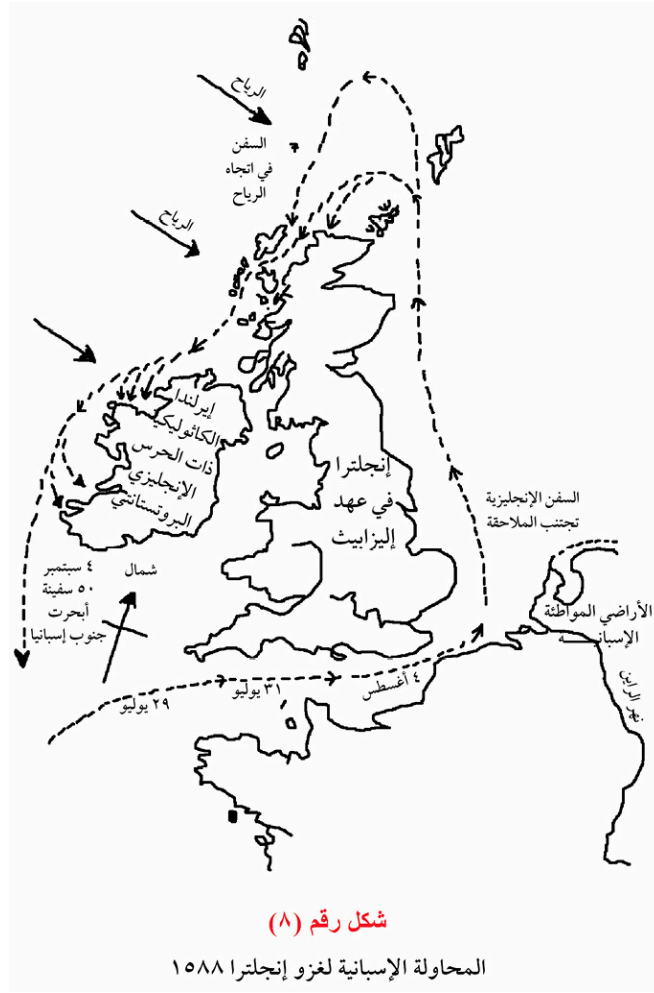 الرياح
السفن
في اتجاه
الرياح
الرياح
إيرلندا
الكاثوليكي
ذات الحرس
الإنجليزي
البروتستانتي
إنجلترا
في عهد
إليزابيث
السفن الإنجليزية
تجتنب الملاحقة
٤ سبتمبر
٥٠ سفينة
أبحرت
جنوب إسبانيا
شمال
الأراضي المواطئة
الإسبانيـــــة
نهر الراين
٢٩ يوليو
٣١ يوليو
٤ أغسطس
شكل رقم (٨)
المحاولة الإسبانية لغزو إنجلترا ١٥٨٨